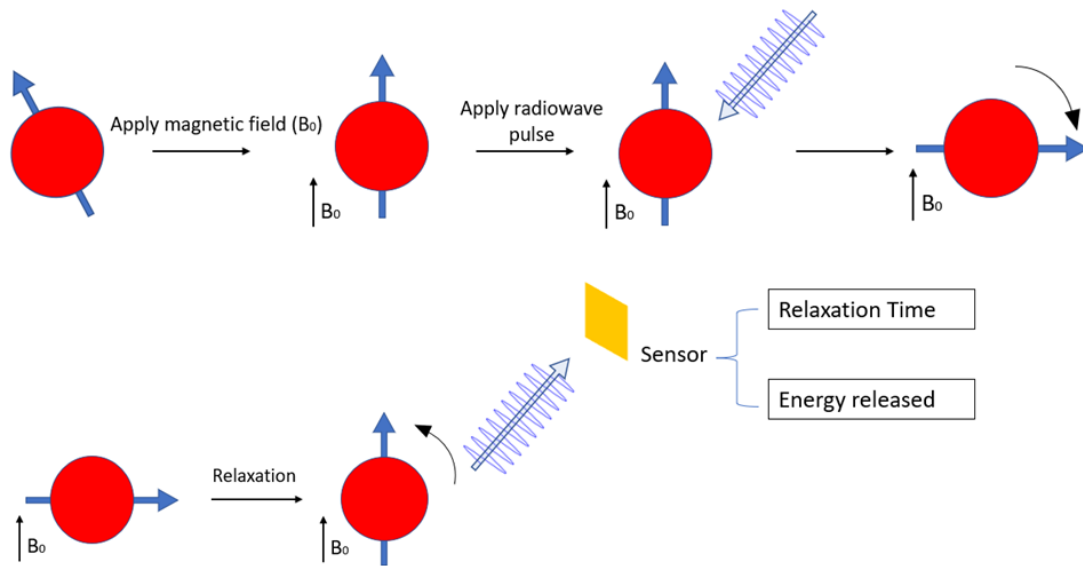 Apply magnetic field (B₀)
Apply radiowave
pulse
B₀
B₀
B₀
Relaxation Time
Sensor
Energy released
Relaxation
B₀
B₀